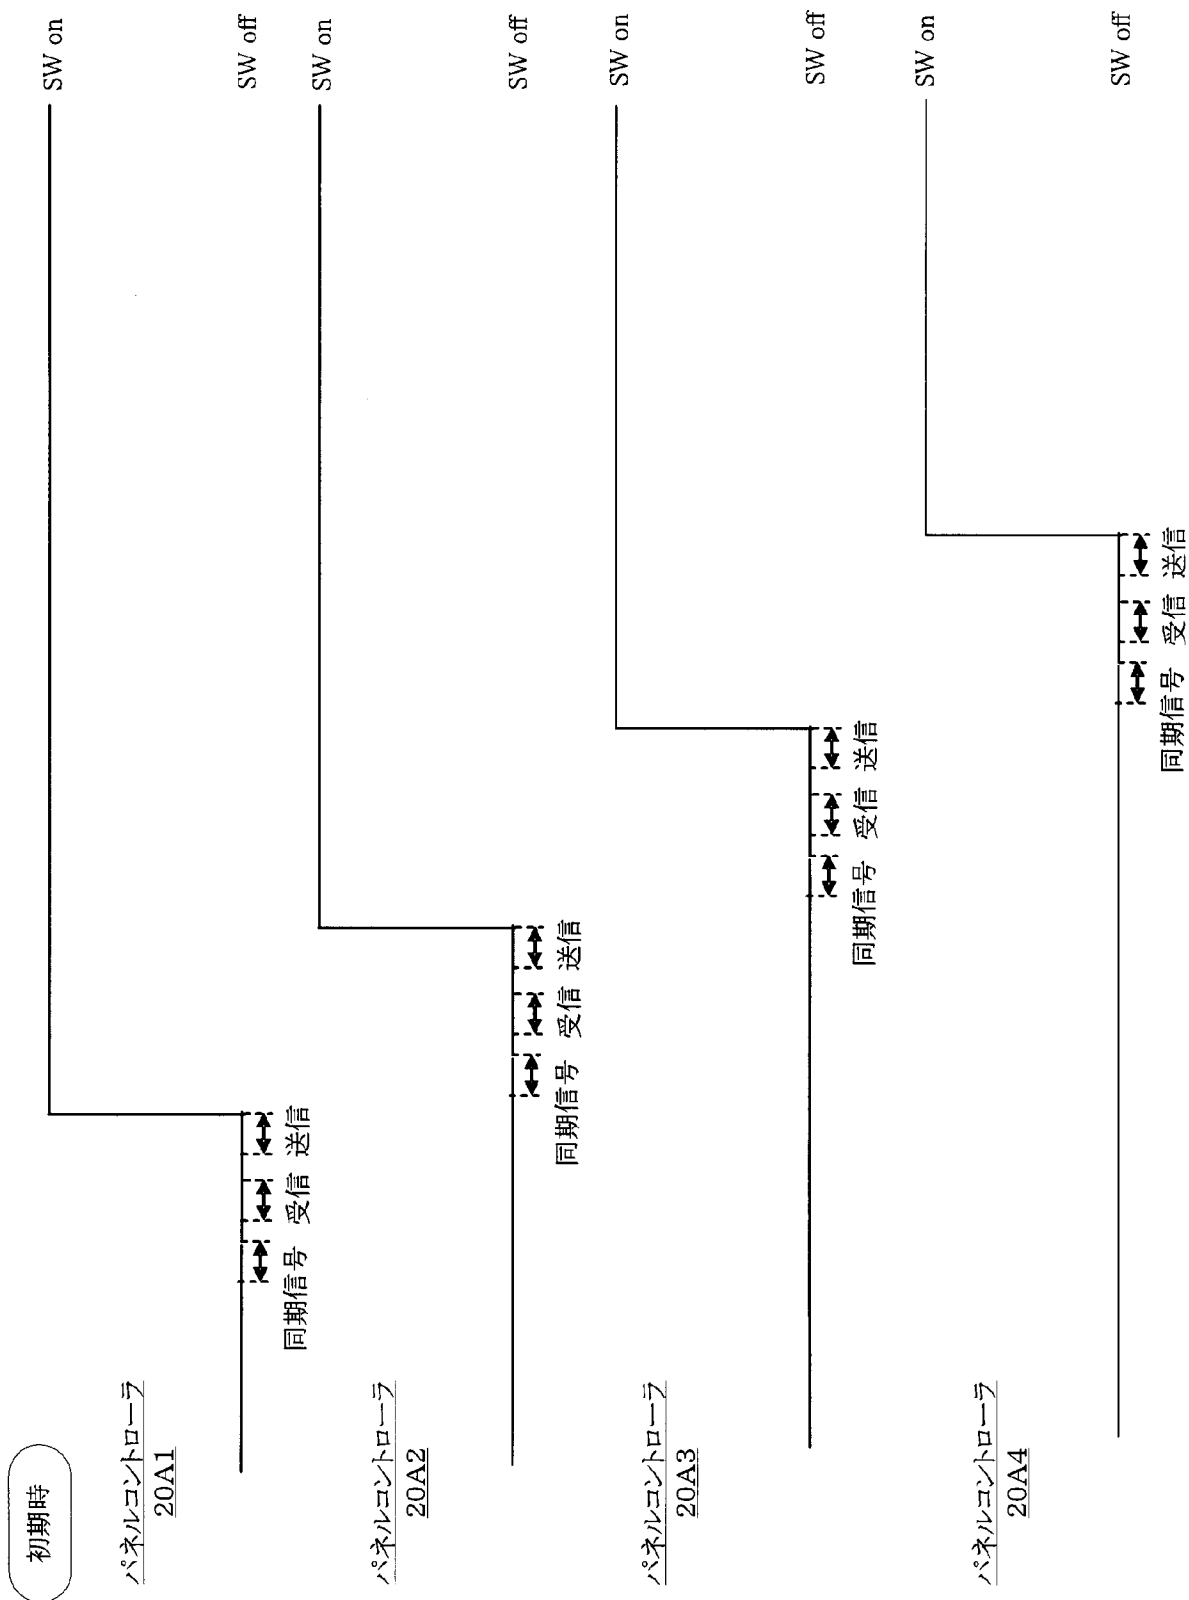 初期時
パネルコントローラ
20A1
SW on
SW off
同期信号 受信 送信
パネルコントローラ
20A2
SW on
SW off
同期信号 受信 送信
パネルコントローラ
20A3
SW on
SW off
同期信号 受信 送信
パネルコントローラ
20A4
SW on
SW off
同期信号 受信 送信